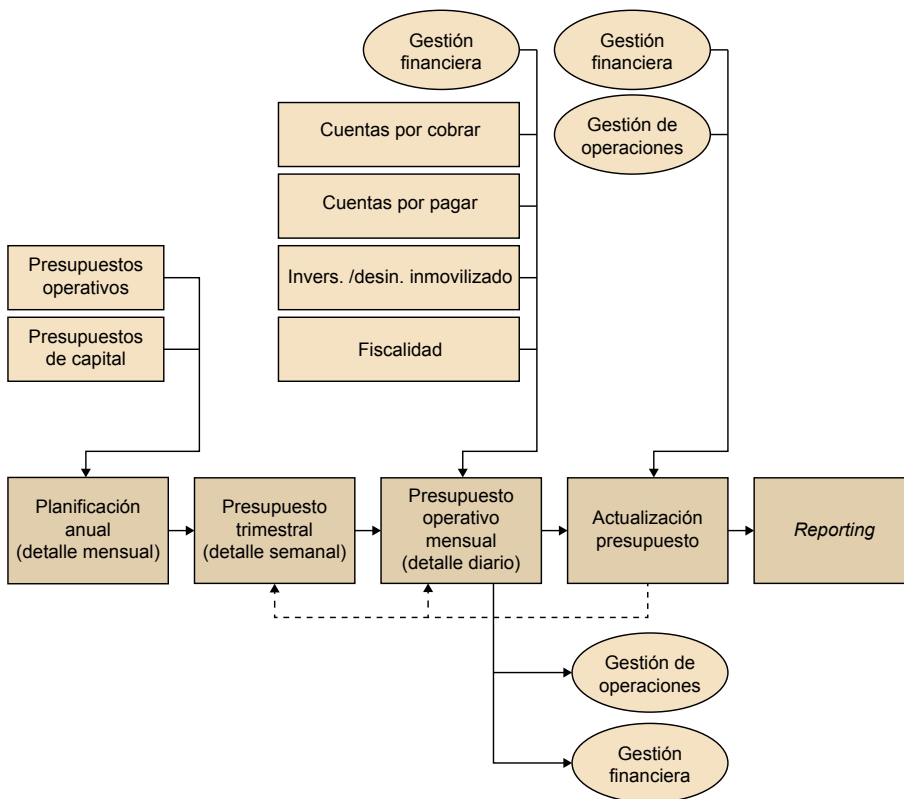 Gestión
financiera
Gestión
financiera
Gestión de
operaciones
Cuentas por cobrar
Cuentas por pagar
Invers. /desin. inmovilizado
Fiscalidad
Presupuestos
operativos
Presupuestos
de capital
Planificación
anual
(detalle mensual)
Presupuesto
trimestral
(detalle semanal)
Presupuesto
operativo
mensual
(detalle diario)
Actualización
presupuesto
Reporting
Gestión de
operaciones
Gestión
financiera